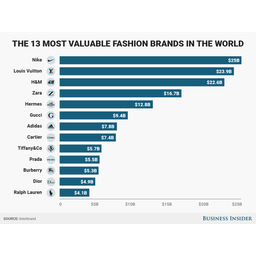 THE 13 MOST VALUABLE FASHION BRANDS IN THE WORLD
Nike $25B
Louis Vuitton $23.9B
H&M $22.6B
Zara $16.7B
Hermes $12.8B
Gucci $9.4B
Adidas $7.8B
Cartier $7.4B
Tiffany&Co $5.7B
Prada $5.5B
Burberry $5.3B
Dior $4.9B
Ralph Lauren $4.1B
0 $5B $10B $15B $20B $25B
SOURCE: Interbrand
BUSINESS INSIDER